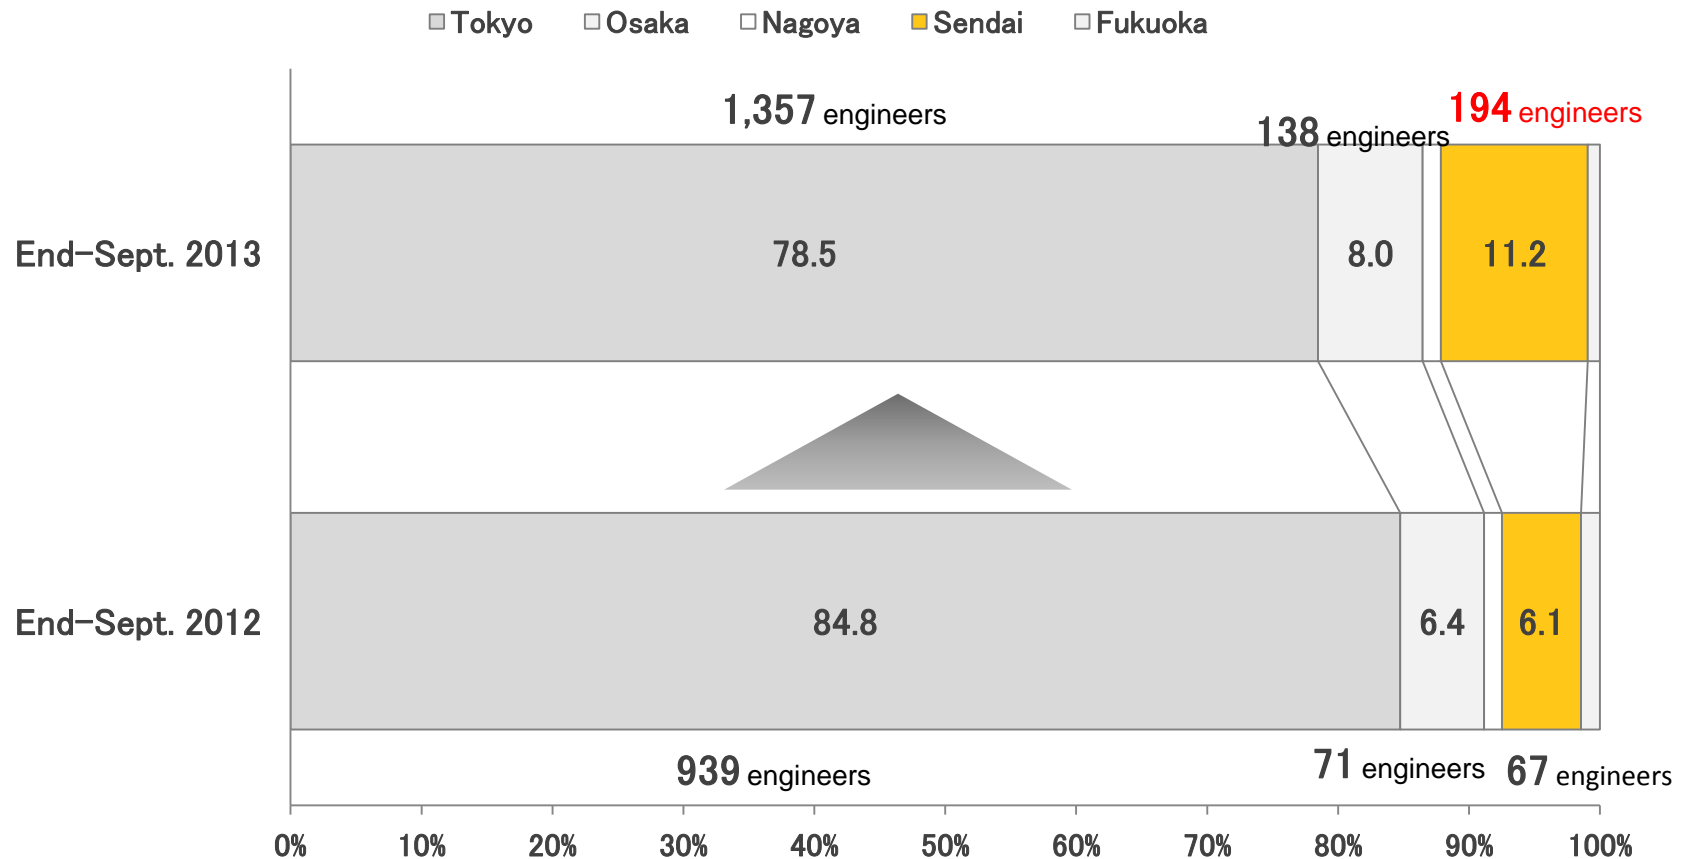 Tokyo Osaka Nagoya Sendai Fukuoka
1,357 engineers
138 engineers
194 engineers
End-Sept. 2013
78.5
8.0
11.2
End-Sept. 2012
84.8
6.4
6.1
939 engineers
71 engineers
67 engineers
0% 10% 20% 30% 40% 50% 60% 70% 80% 90% 100%